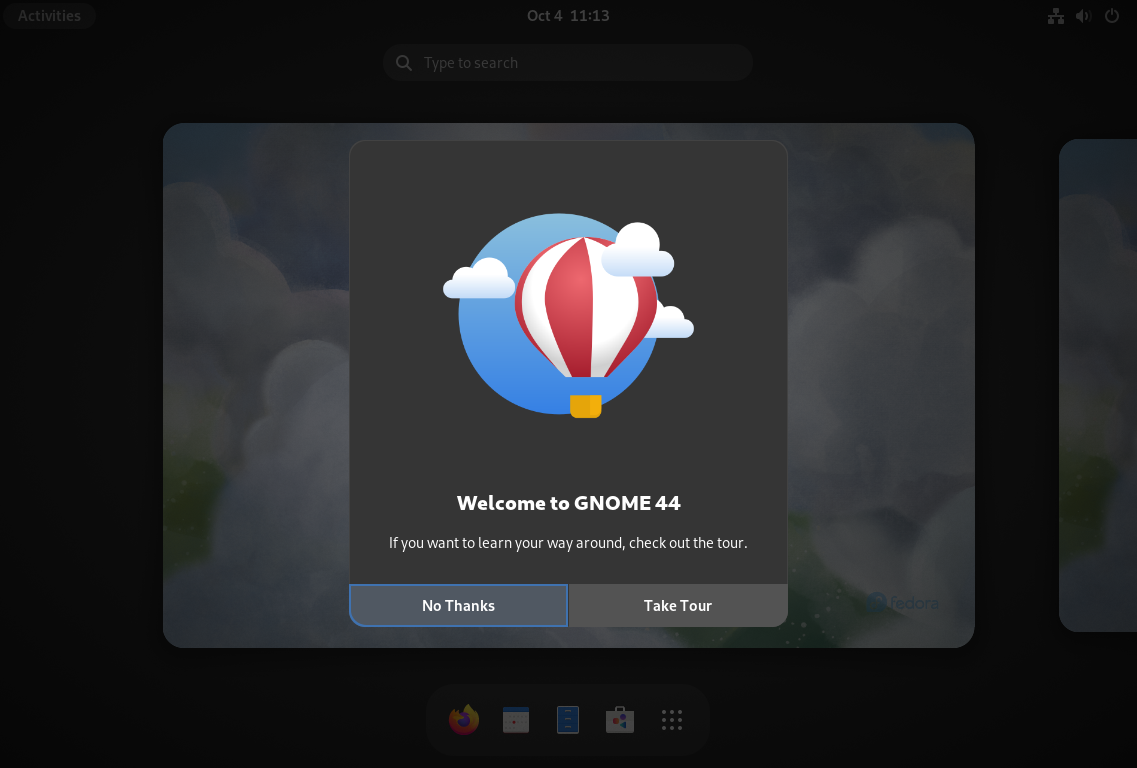 Activities
Oct 4 11:13
Type to search
Welcome to GNOME 44
If you want to learn your way around, check out the tour.
No Thanks
Take Tour
fedora